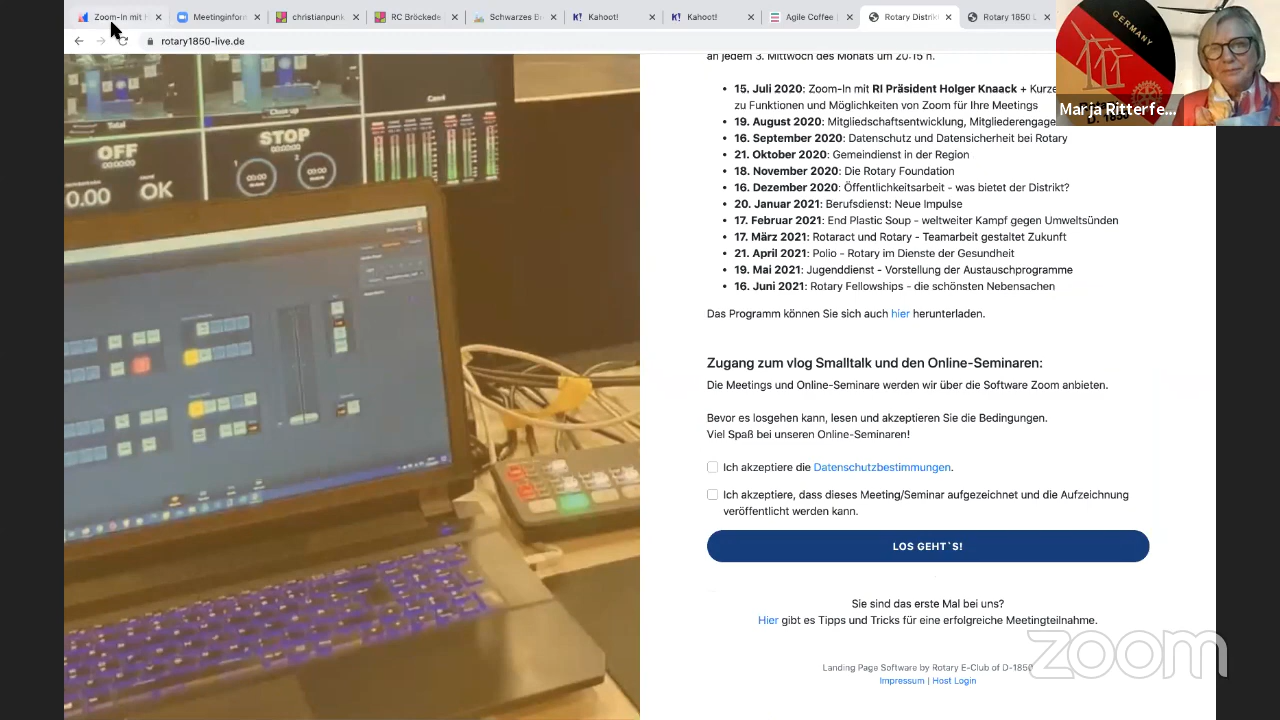 Zoom-In mit H
Meetinginforn
christianpunk
RC Bröckede
Schwarzes B
Kahoot!
Kahoot!
Agile Coffee
Rotary Distrik
Rotary 1850 L
rotary1850-live.de
GERMANY
Marja Ritterfe...
an jedem 3. Mittwoch des Monats um 20:15 h.
15. Juli 2020: Zoom-In mit RI Präsident Holger Knaack + Kurze
zu Funktionen und Möglichkeiten von Zoom für Ihre Meetings
19. August 2020: Mitgliedschaftsentwicklung, Mitgliederengage
16. September 2020: Datenschutz und Datensicherheit bei Rotary
21. Oktober 2020: Gemeindienst in der Region
18. November 2020: Die Rotary Foundation
16. Dezember 2020: Öffentlichkeitsarbeit - was bietet der Distrikt?
20. Januar 2021: Berufsdienst: Neue Impulse
17. Februar 2021: End Plastic Soup - weltweiter Kampf gegen Umweltsünden
17. März 2021: Rotaract und Rotary - Teamarbeit gestaltet Zukunft
21. April 2021: Polio - Rotary im Dienste der Gesundheit
19. Mai 2021: Jugenddienst - Vorstellung der Austauschprogramme
16. Juni 2021: Rotary Fellowships - die schönsten Nebensachen
Das Programm können Sie sich auch hier herunterladen.
Zugang zum vlog Smalltalk und den Online-Seminaren:
Die Meetings und Online-Seminare werden wir über die Software Zoom anbieten.
Bevor es losgehen kann, lesen und akzeptieren Sie die Bedingungen.
Viel Spaß bei unseren Online-Seminaren!
Ich akzeptiere die Datenschutzbestimmungen.
Ich akzeptiere, dass dieses Meeting/Seminar aufgezeichnet und die Aufzeichnung
veröffentlicht werden kann.
LOS GEHT`S!
Sie sind das erste Mal bei uns?
Hier gibt es Tipps und Tricks für eine erfolgreiche Meetingteilnahme.
Landing Page Software by Rotary E-Club of D-1850
Impressum | Host Login
zoom
Total
OFF
00:00:00
0.00
OK
STOP
00:00:00
1
2
Cam4